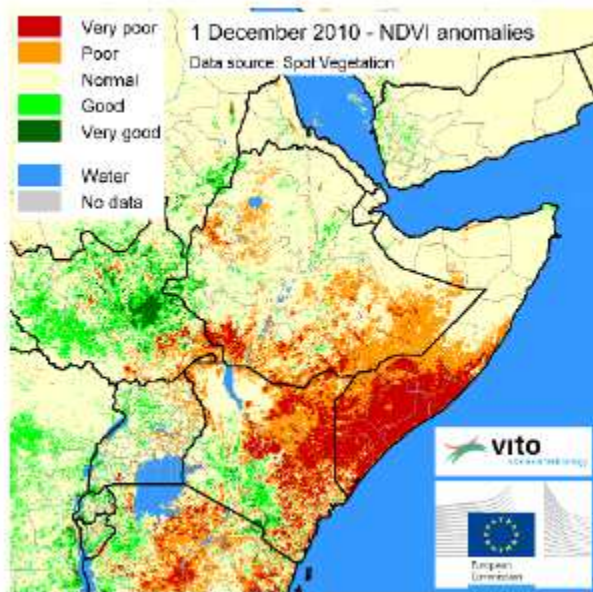 Very poor
Poor
Normal
Good
Very good
Water
No data
1 December 2010 - NDVI anomalies
Data source: Spot Vegetation
vito
European
Commission